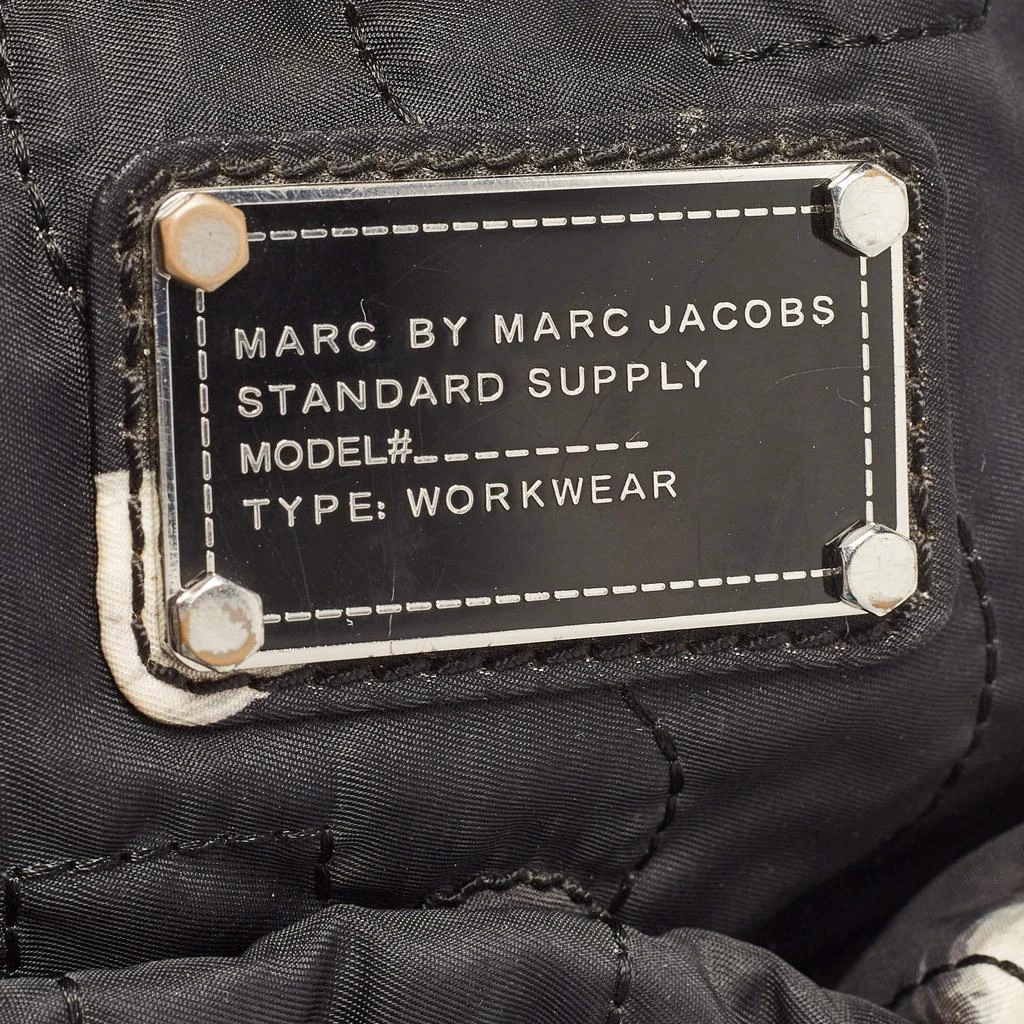 MARC BY MARC JACOBS
STANDARD SUPPLY
MODEL#_ _ _ _ _ _ _ _
TYPE: WORKWEAR